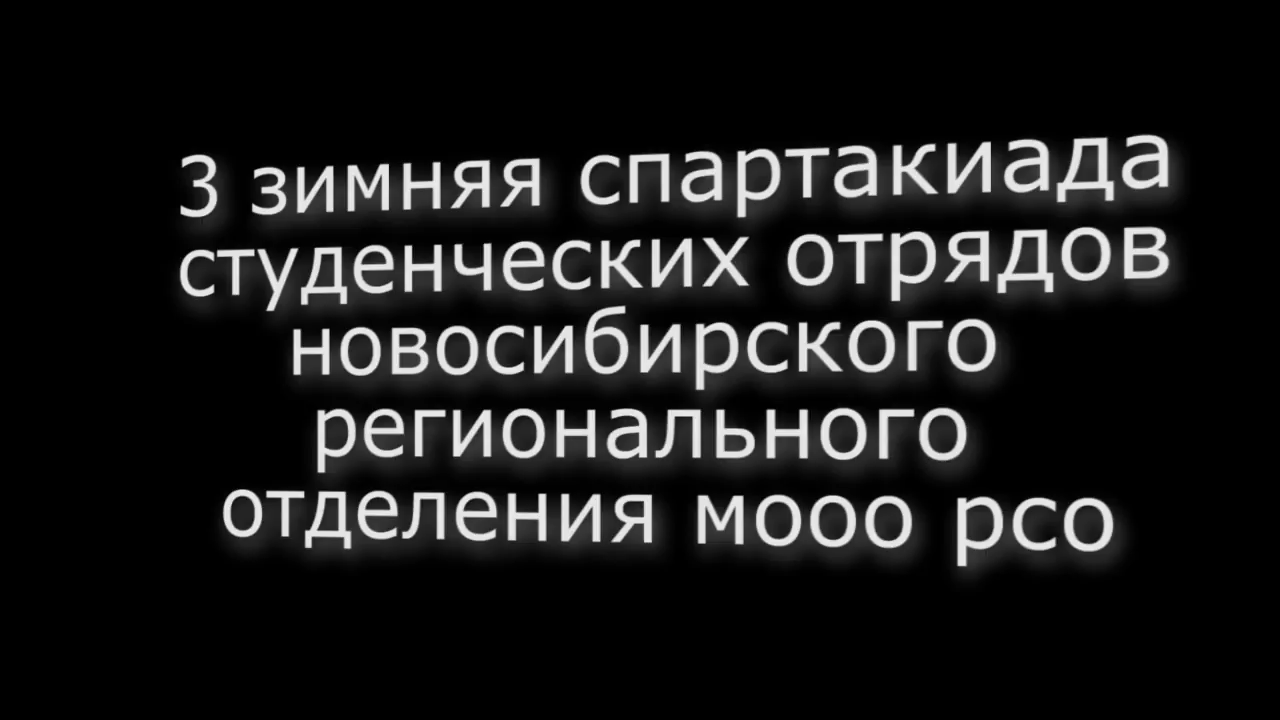 3 зимняя спартакиада
студенческих отрядов
новосибирского
регионального
отделения мооо рсо